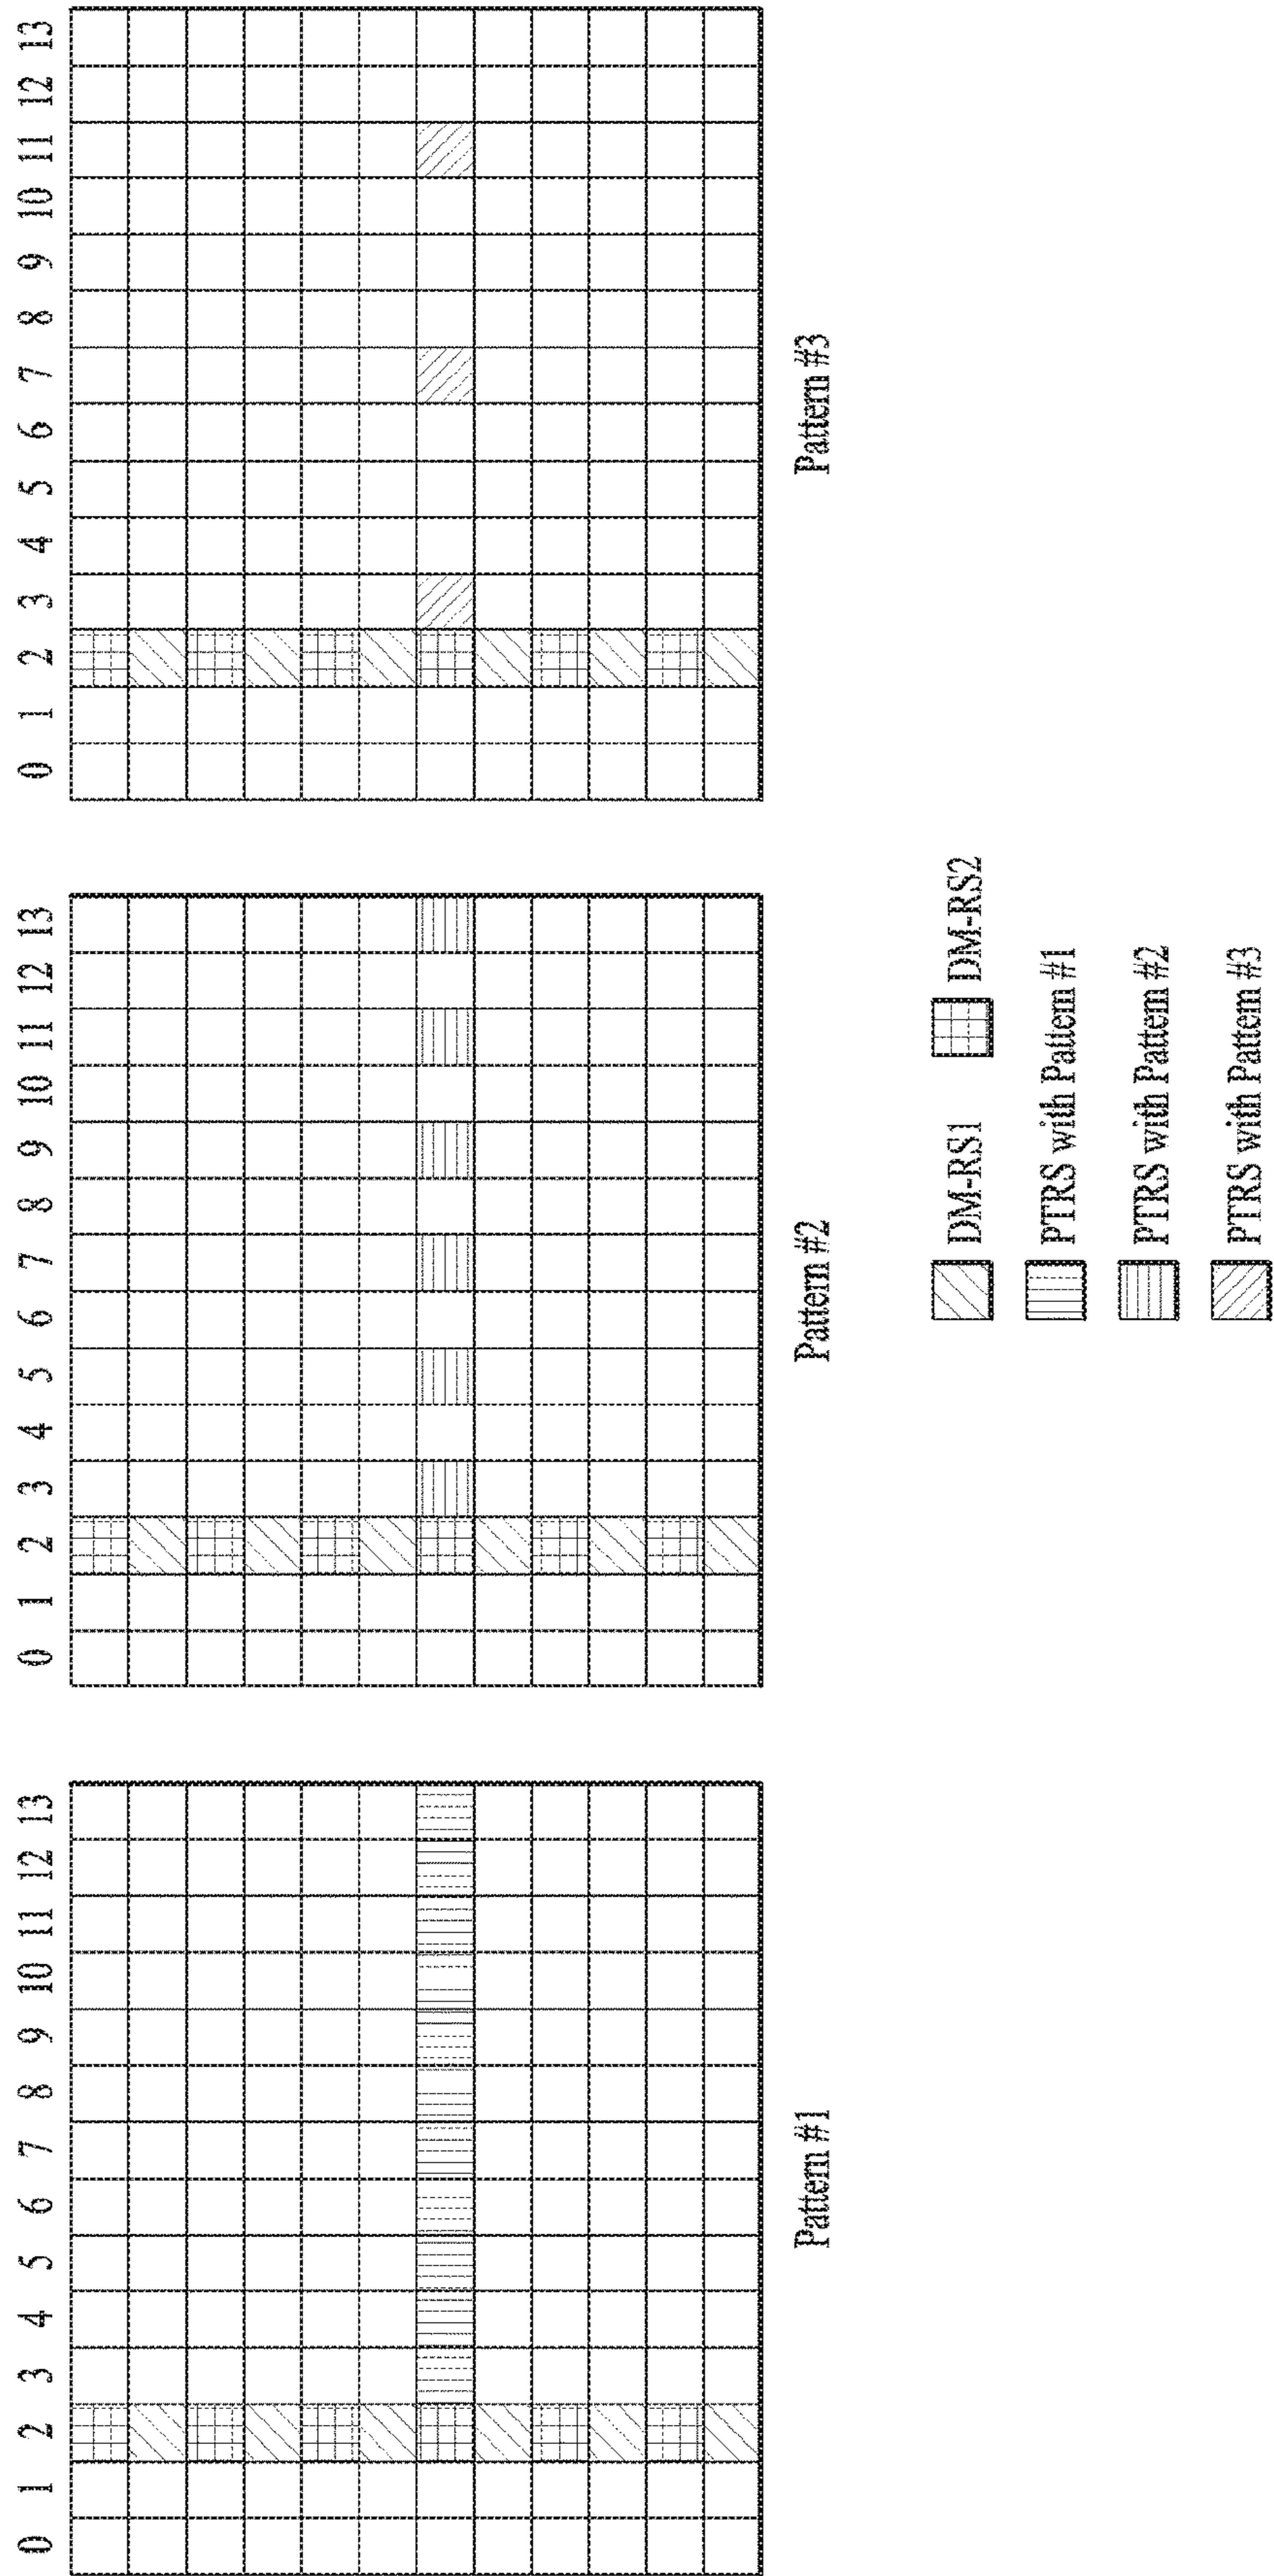 0 1 2 3 4 5 6 7 8 9 10 11 12 13
Pattern #1
0 1 2 3 4 5 6 7 8 9 10 11 12 13
Pattern #2
0 1 2 3 4 5 6 7 8 9 10 11 12 13
Pattern #3
DM-RS1 DM-RS2
PTRS with Pattern #1
PTRS with Pattern #2
PTRS with Pattern #3